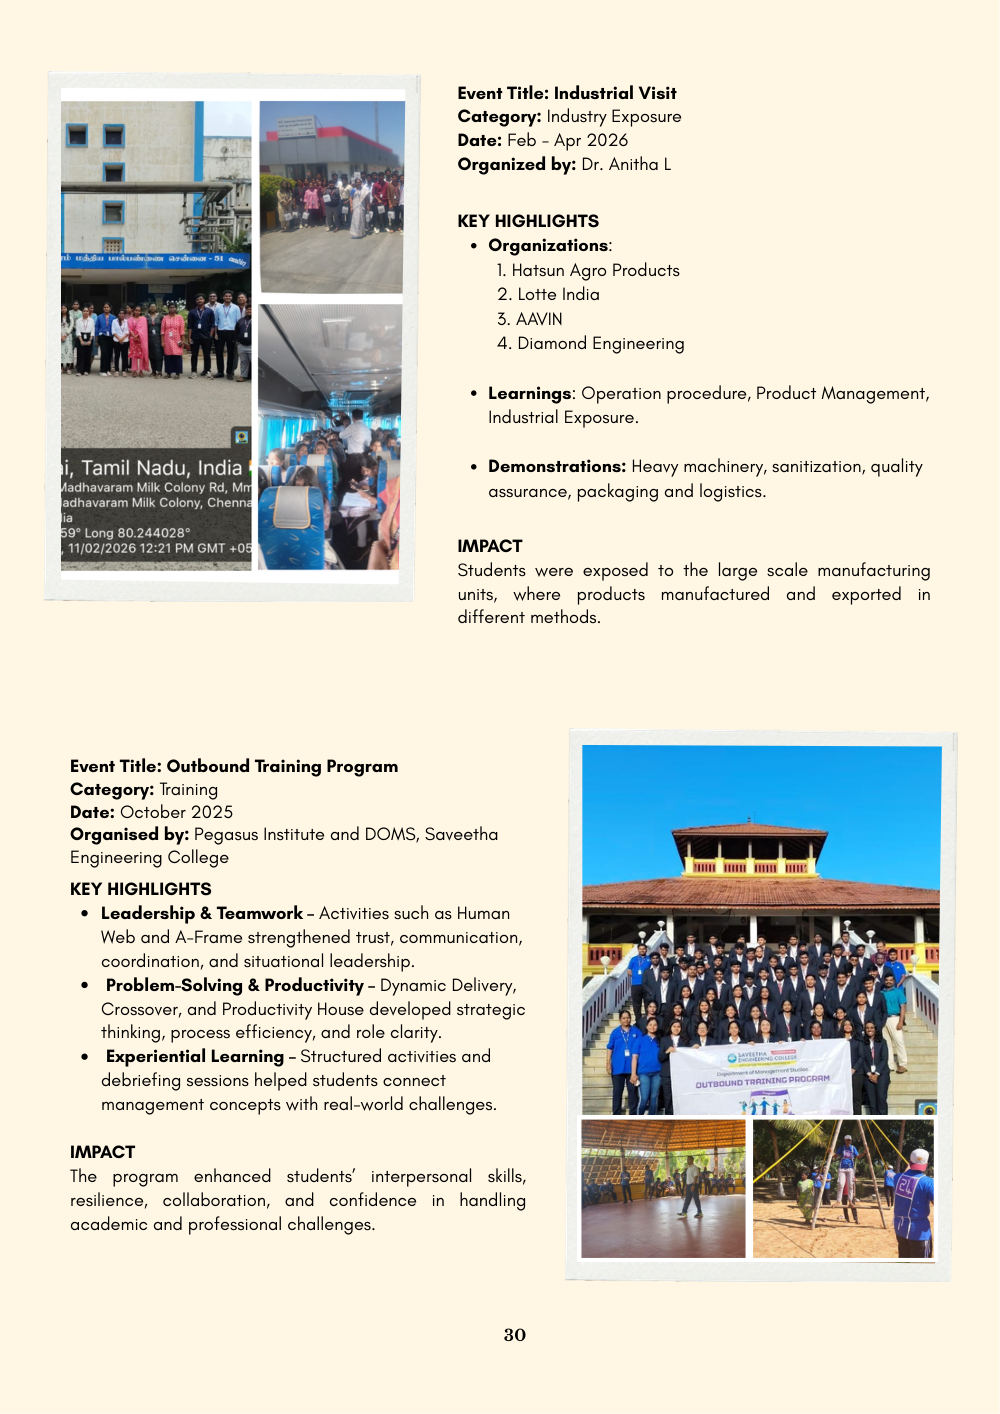 ம் மத்திய பால்பண்ணை சென்னை - 51
i, Tamil Nadu, India
Madhavaram Milk Colony Rd,
adhavaram Milk Colony, Chenna
59° Long 80.244028°
11/02/2026 12:21 PM GMT +05
Event Title: Industrial Visit
Category: Industry Exposure
Date: Feb - Apr 2026
Organized by: Dr. Anitha L
KEY HIGHLIGHTS
• Organizations:
1. Hatsun Agro Products
2. Lotte India
3. AAVIN
4. Diamond Engineering
• Learnings: Operation procedure, Product Management,
Industrial Exposure.
• Demonstrations: Heavy machinery, sanitization, quality
assurance, packaging and logistics.
IMPACT
Students were exposed to the large scale manufacturing
units, where products manufactured and exported in
different methods.
Event Title: Outbound Training Program
Category: Training
Date: October 2025
Organised by: Pegasus Institute and DOMS, Saveetha
Engineering College
KEY HIGHLIGHTS
• Leadership & Teamwork – Activities such as Human
Web and A-Frame strengthened trust, communication,
coordination, and situational leadership.
• Problem-Solving & Productivity – Dynamic Delivery,
Crossover, and Productivity House developed strategic
thinking, process efficiency, and role clarity.
• Experiential Learning – Structured activities and
debriefing sessions helped students connect
management concepts with real-world challenges.
IMPACT
The program enhanced students’ interpersonal skills,
resilience, collaboration, and confidence in handling
academic and professional challenges.
SAVEETHA
ENGINEERING COLLEGE
Department of Management Studies
OUTBOUND TRAINING PROGRAM
24
30